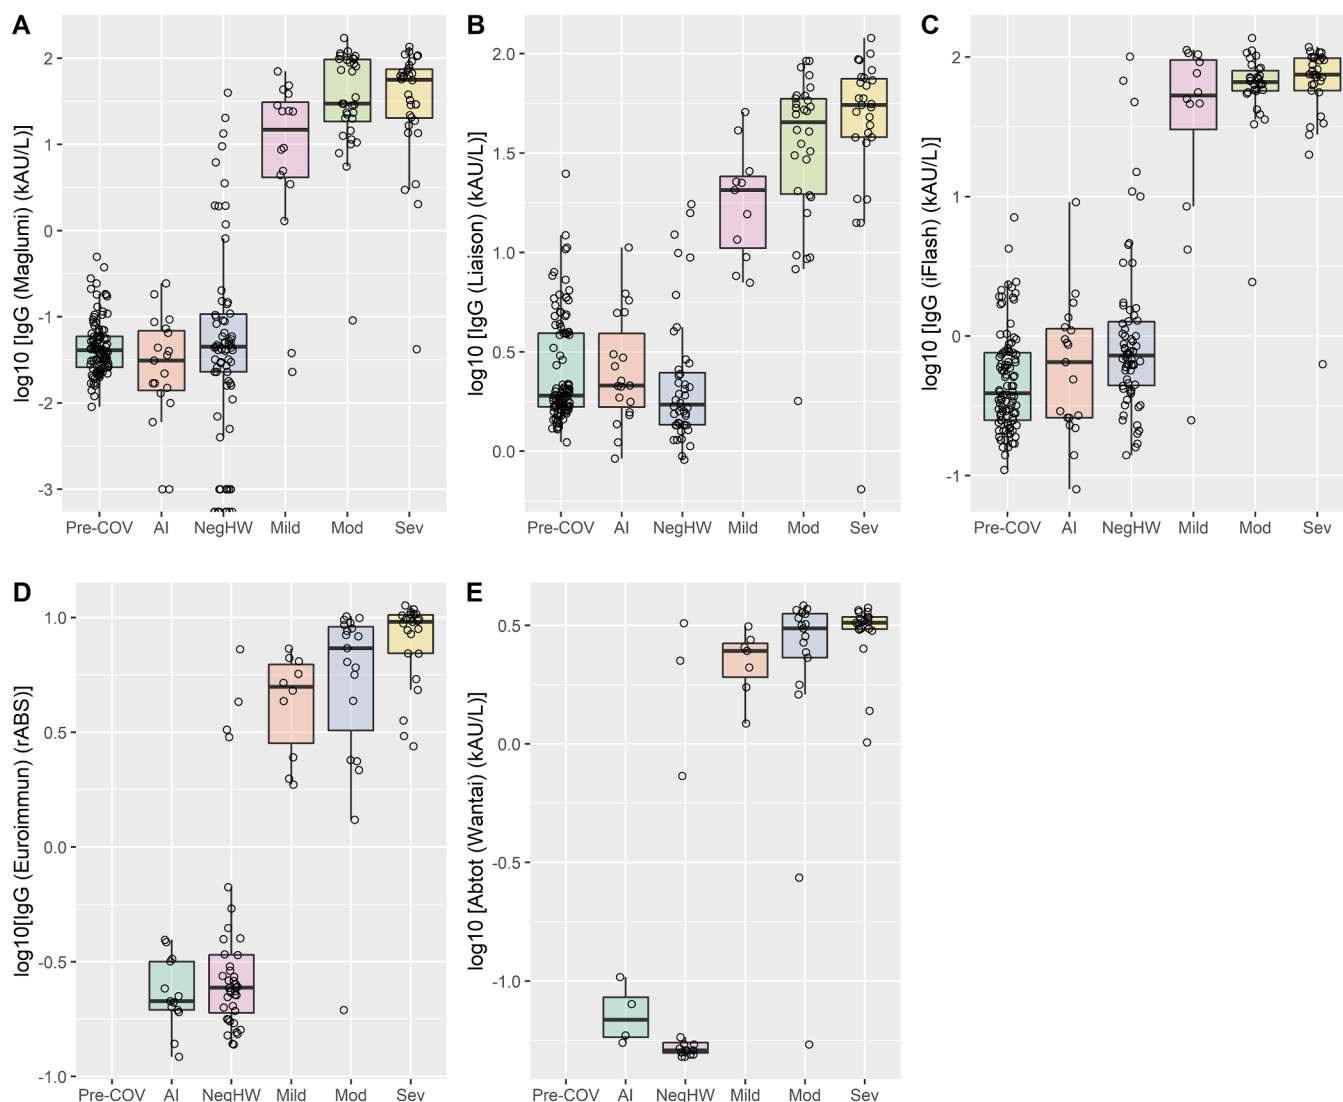 A
log10 [IgG (Maglumi) (kAU/L)]
2
1
0
-1
-2
-3
Pre-COV AI NegHW Mild Mod Sev
B
log10 [IgG (Liaison) (kAU/L)]
2.0
1.5
1.0
0.5
0.0
Pre-COV AI NegHW Mild Mod Sev
C
log10 [IgG (iFlash) (kAU/L)]
2
1
0
-1
Pre-COV AI NegHW Mild Mod Sev
D
log10[IgG (Euroimmun) (rABS)]
1.0
0.5
0.0
-0.5
-1.0
Pre-COV AI NegHW Mild Mod Sev
E
log10 [Abtot (Wantai) (kAU/L)]
0.5
0.0
-0.5
-1.0
Pre-COV AI NegHW Mild Mod Sev